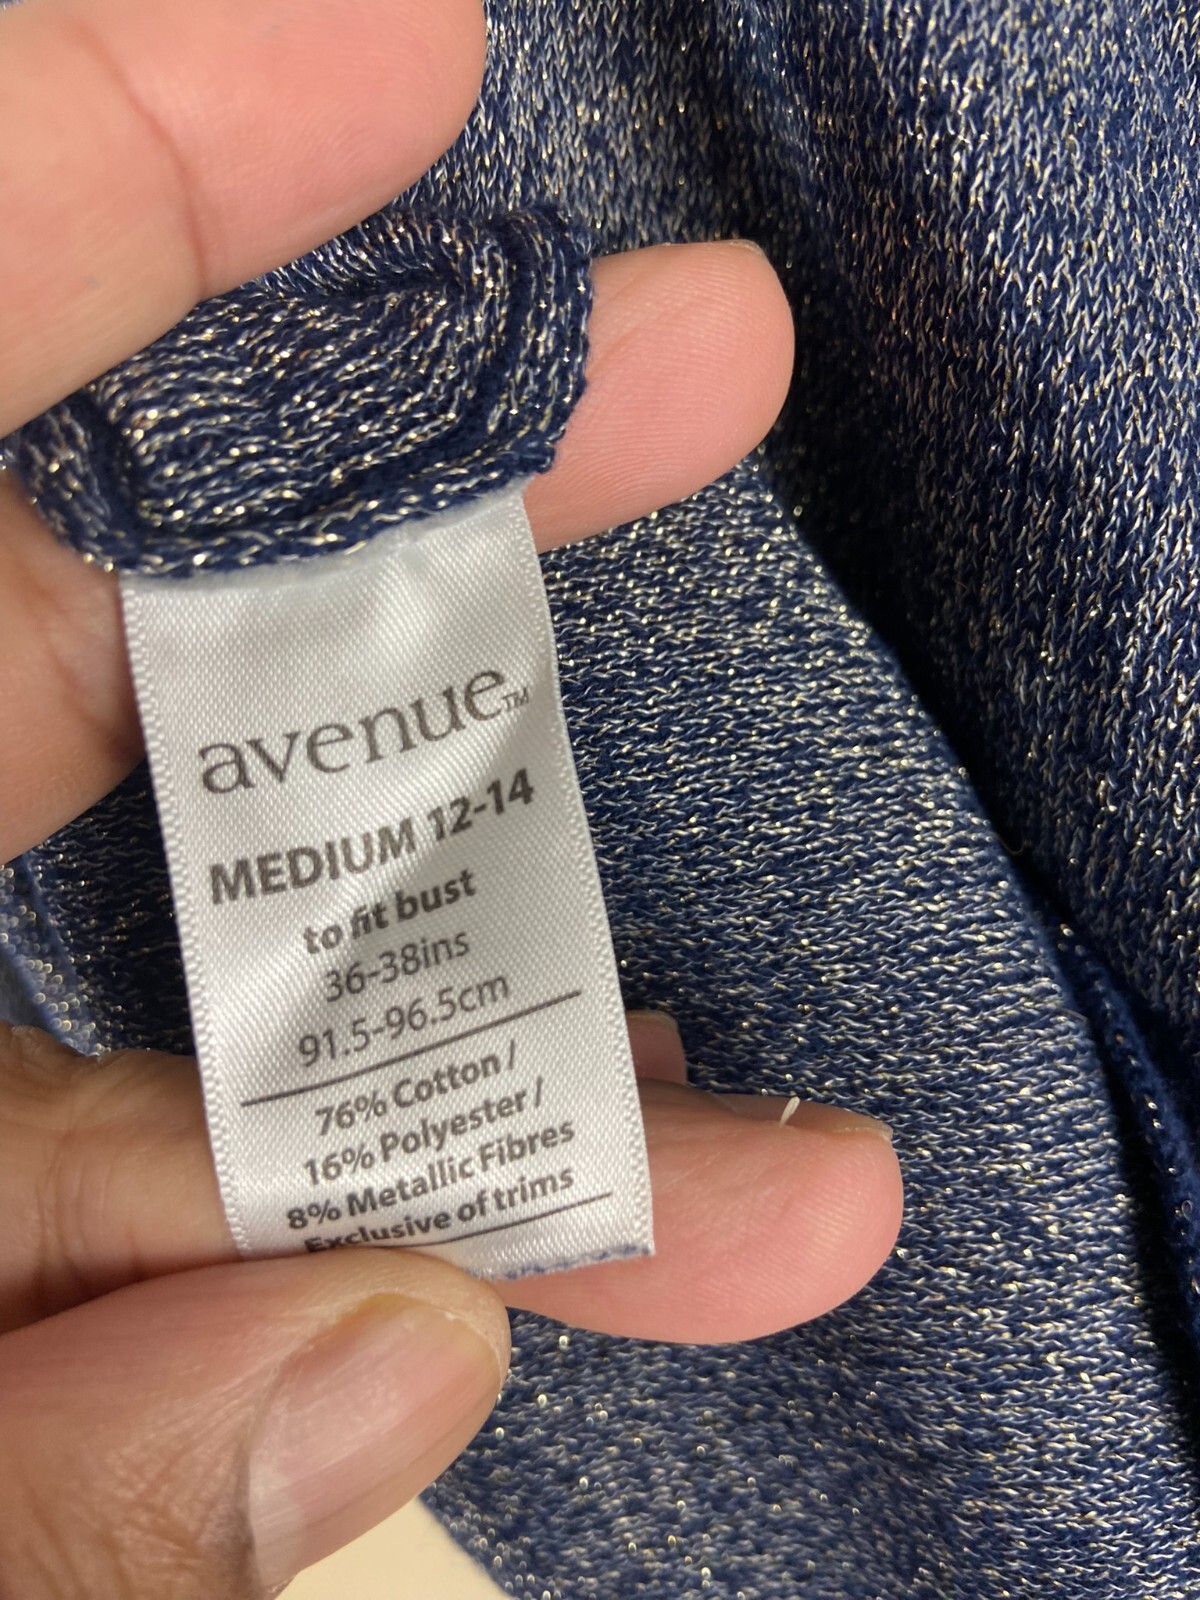 avenue™
MEDIUM 12-14
to fit bust
36-38ins
91.5-96.5cm
76% Cotton /
16% Polyester /
8% Metallic Fibres
Exclusive of trims